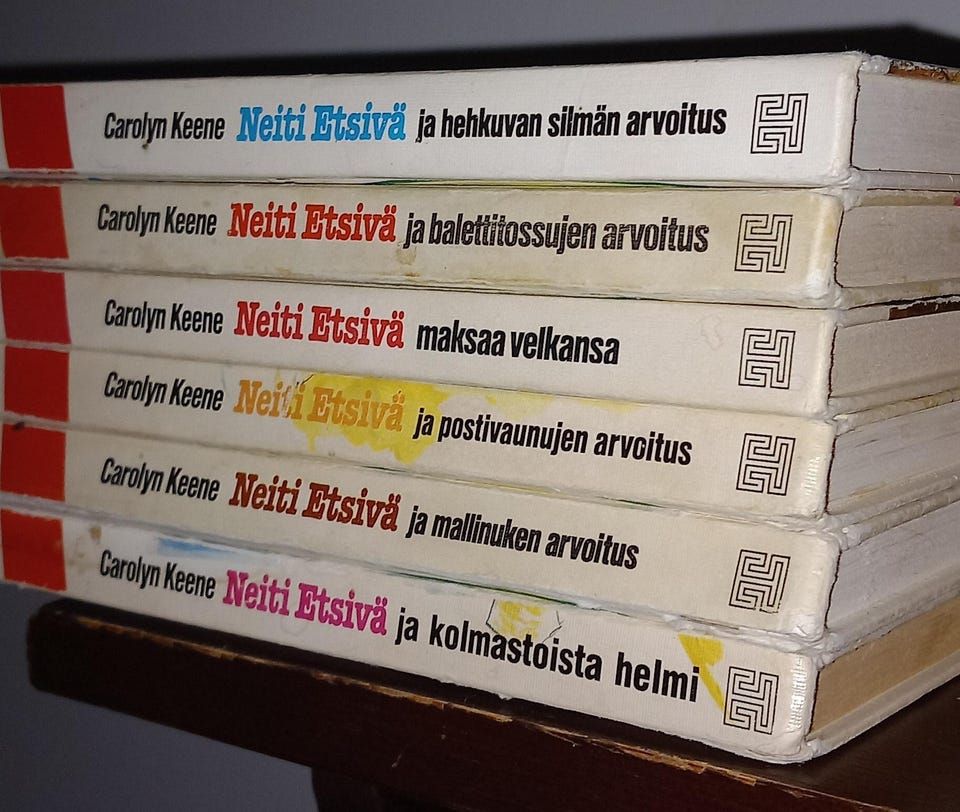 Carolyn Keene Neiti Etsivä ja hehkuvan silmän arvoitus
Carolyn Keene Neiti Etsivä ja balettitossujen arvoitus
Carolyn Keene Neiti Etsivä maksaa velkansa
Carolyn Keene Neiti Etsivä ja postivaunujen arvoitus
Carolyn Keene Neiti Etsivä ja mallinuken arvoitus
Carolyn Keene Neiti Etsivä ja kolmastoista helmi